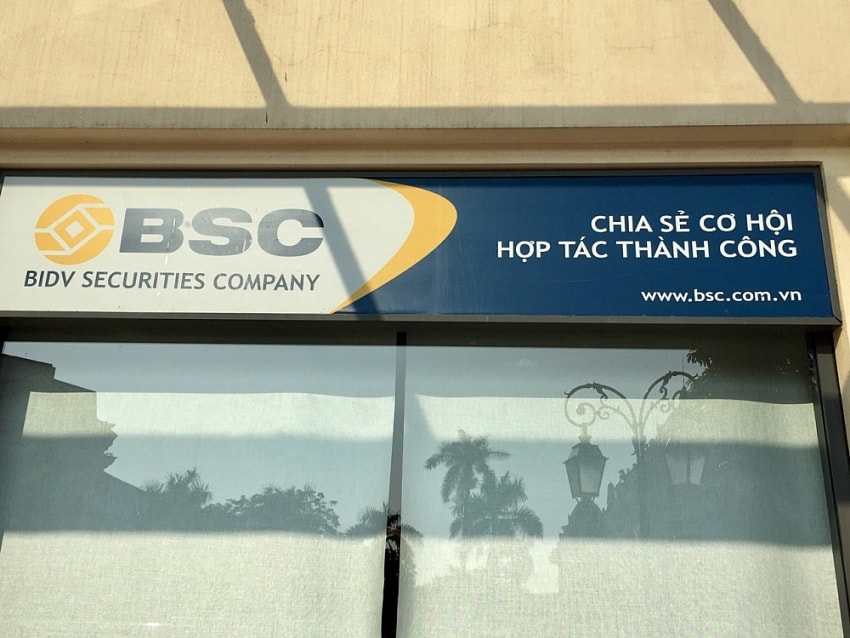 BSC
BIDV SECURITIES COMPANY
CHIA SẺ CƠ HỘI
HỢP TÁC THÀNH CÔNG
www.bsc.com.vn